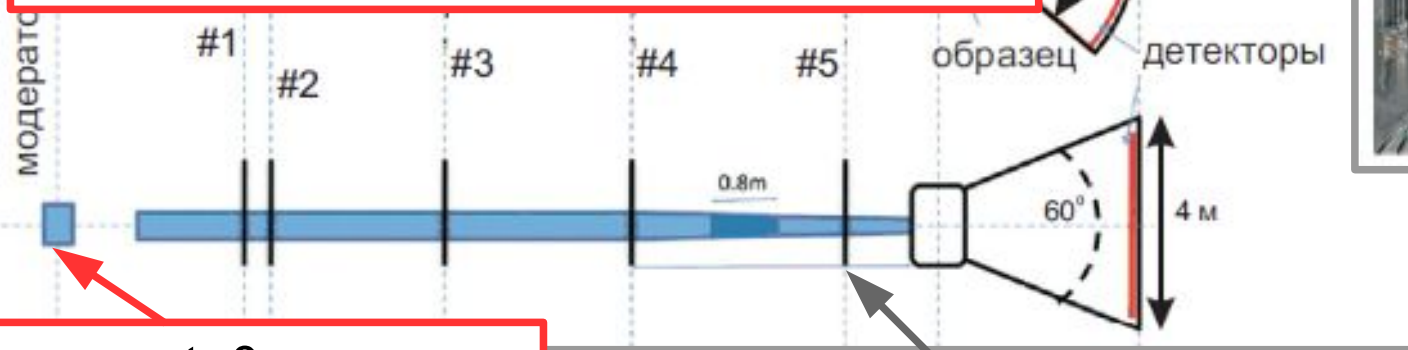 модерато
#1
#2
#3
#4
#5
образец
детекторы
0.8m
60°
4 м